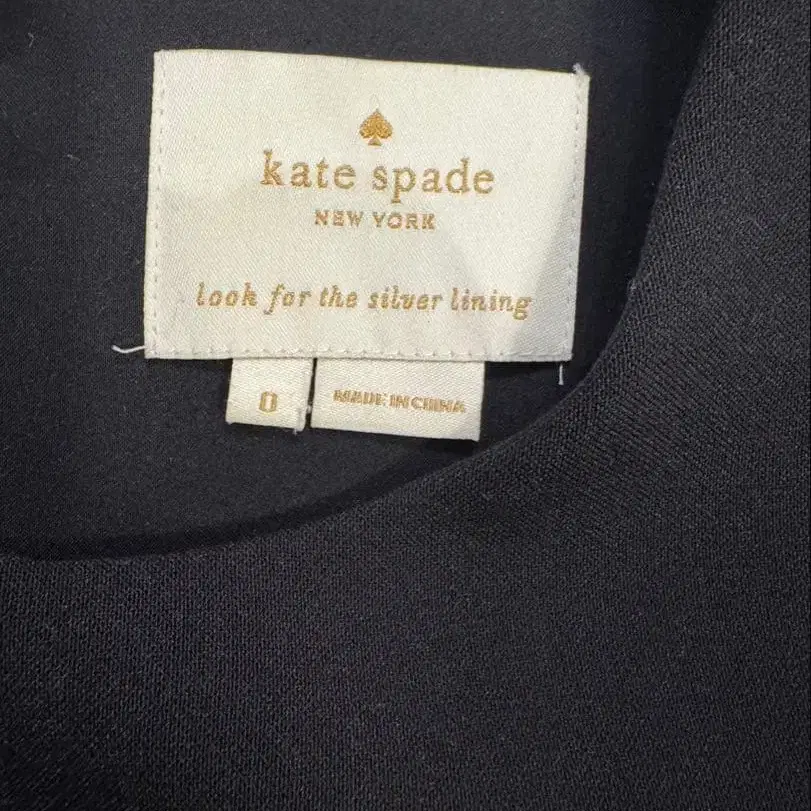 kate spade
NEW YORK
look for the silver lining
0
MADE IN CHINA